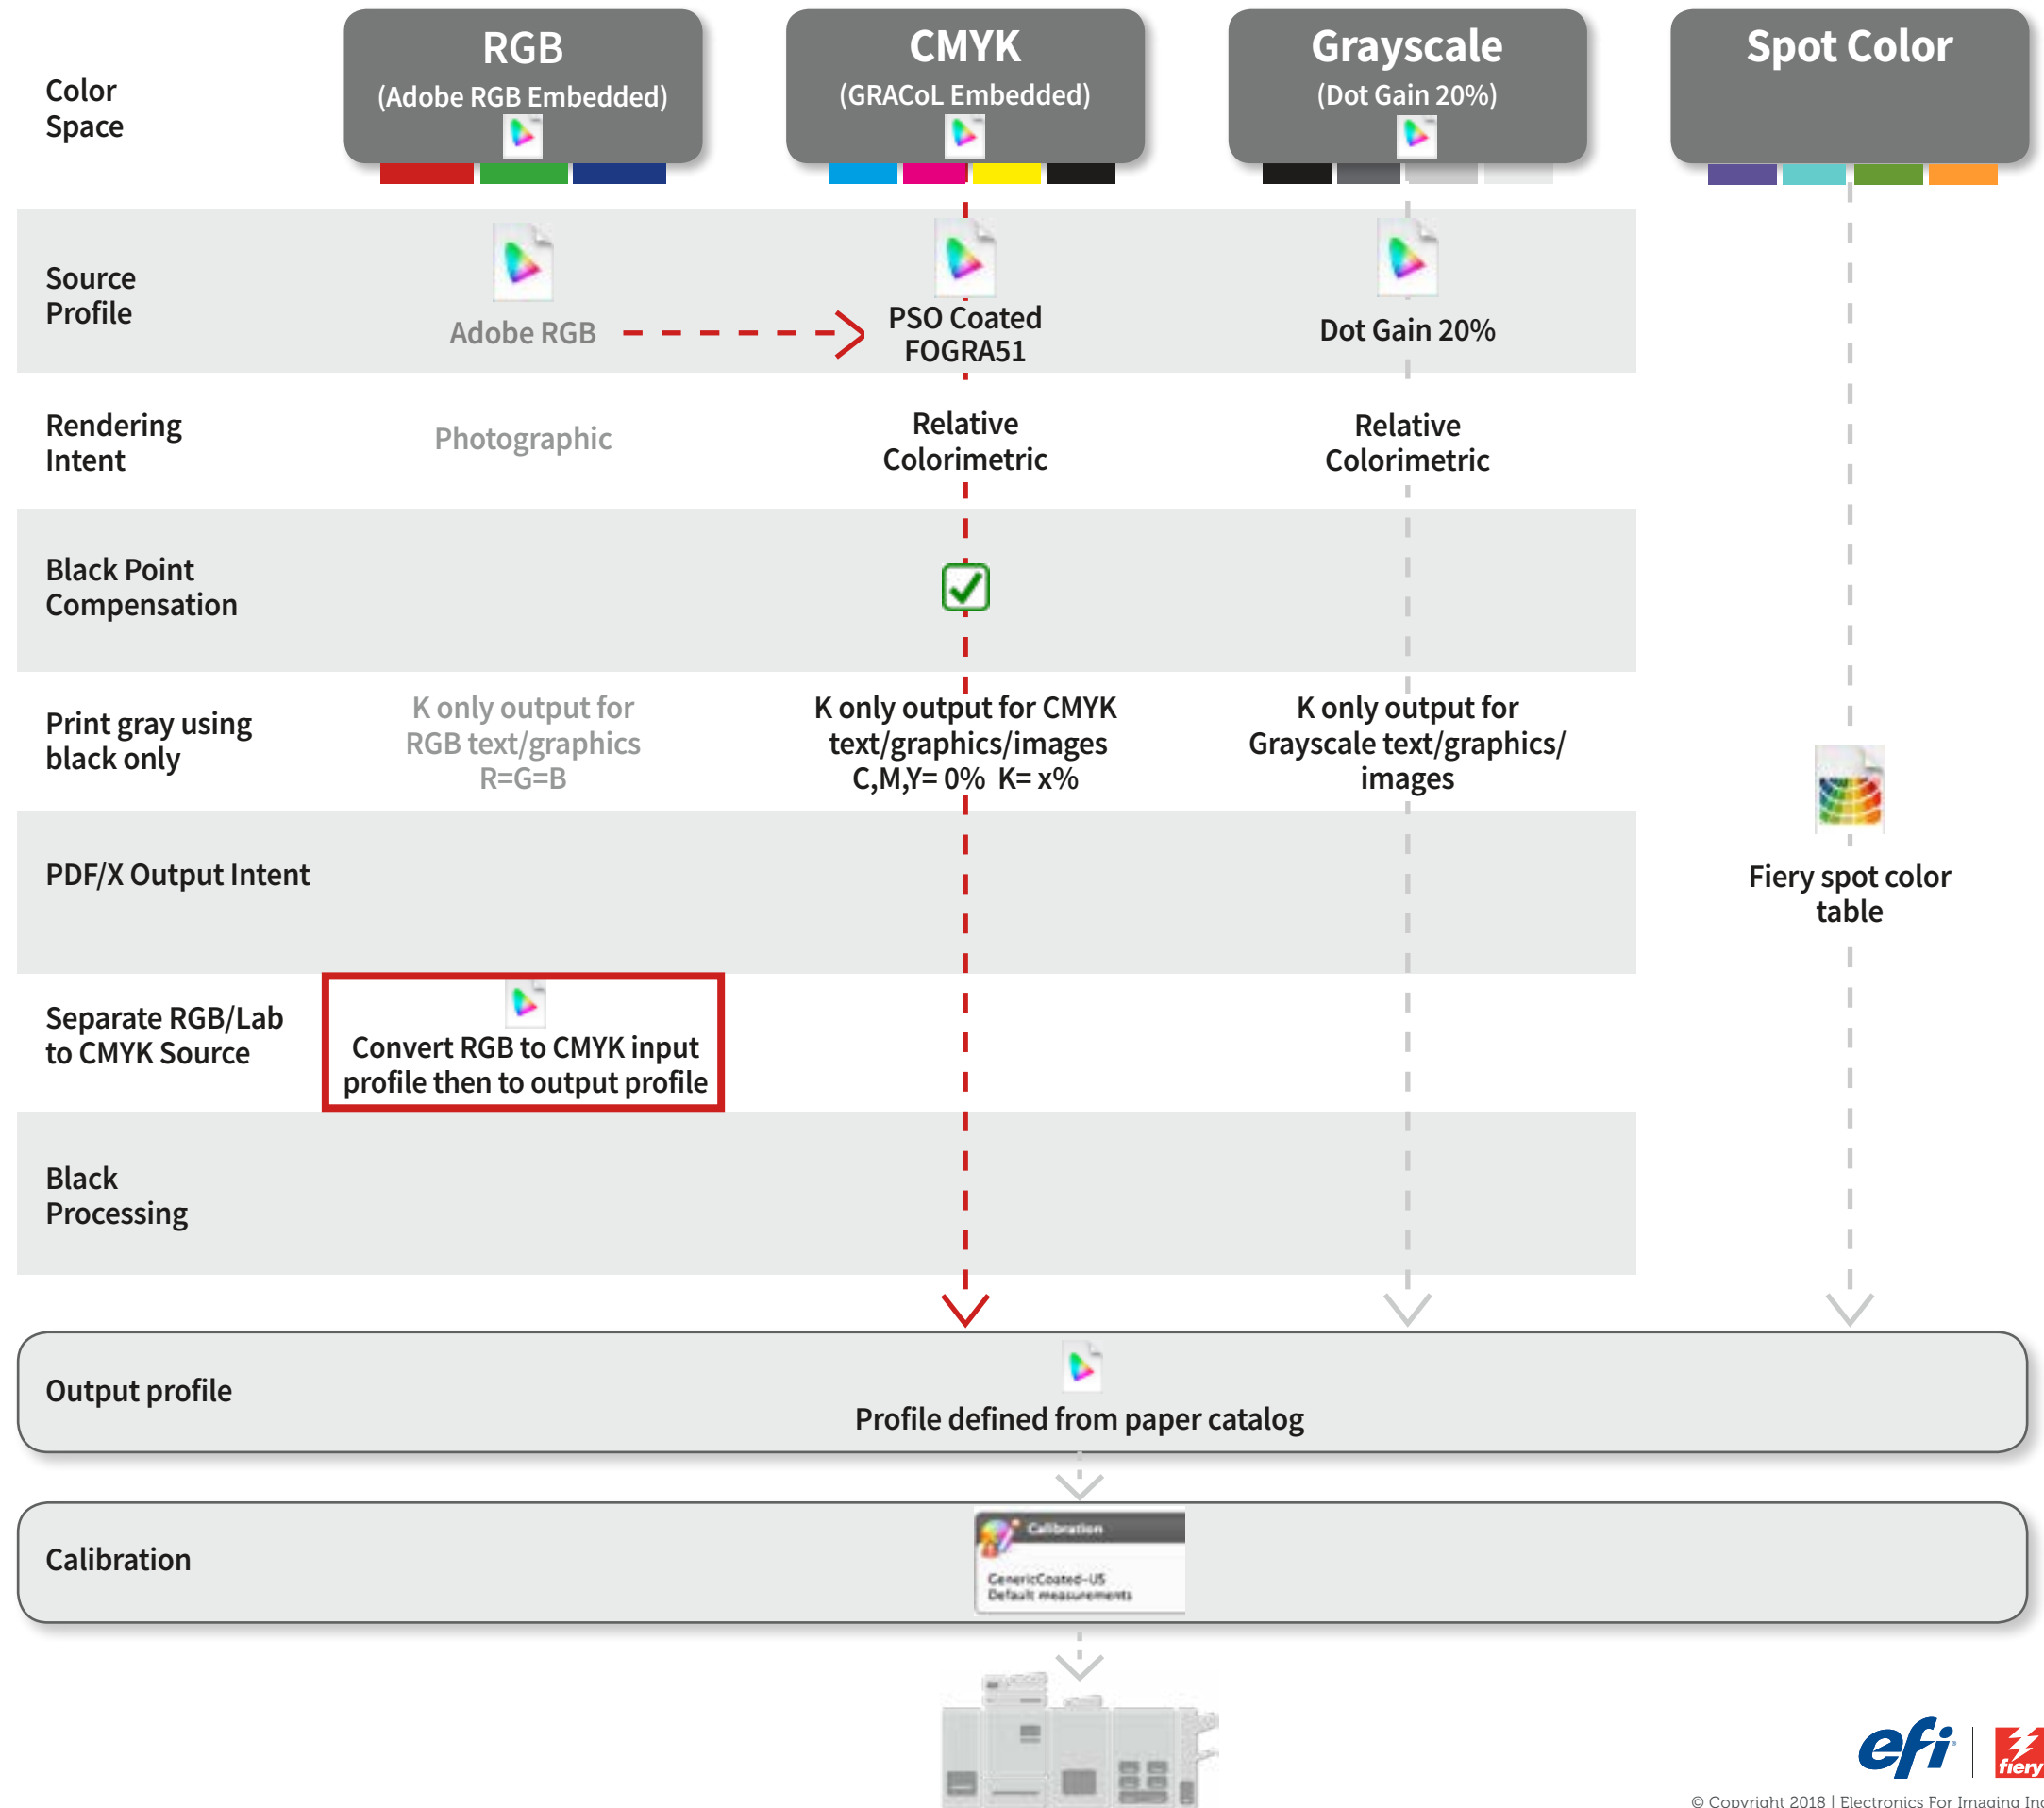 Color
Space
RGB
(Adobe RGB Embedded)
CMYK
(GRACoL Embedded)
Grayscale
(Dot Gain 20%)
Spot Color
Source
Profile
Adobe RGB
PSO Coated
FOGRA51
Dot Gain 20%
Rendering
Intent
Photographic
Relative
Colorimetric
Relative
Colorimetric
Black Point
Compensation
Print gray using
black only
K only output for
RGB text/graphics
R=G=B
K only output for CMYK
text/graphics/images
C,M,Y= 0% K= x%
K only output for
Grayscale text/graphics/
images
PDF/X Output Intent
Fiery spot color
table
Separate RGB/Lab
to CMYK Source
Convert RGB to CMYK input
profile then to output profile
Black
Processing
Output profile
Profile defined from paper catalog
Calibration
Calibration
GenericCoated-US
Default measurements
efi
fiery
© Copyright 2018 | Electronics For Imaging Inc